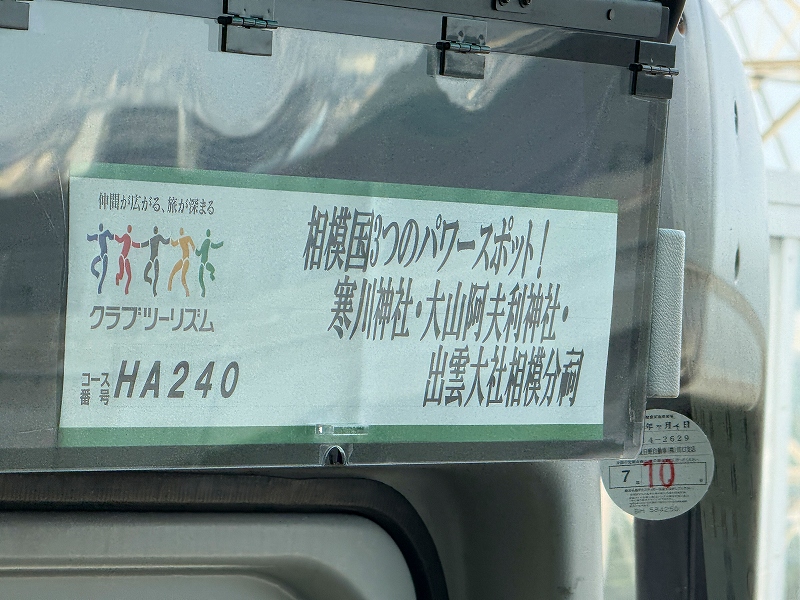 仲間が広がる、旅が深まる
クラブツーリズム
コース番号 HA240
相模国3つのパワースポット！
寒川神社・大山阿夫利神社・
出雲大社相模分祠
4-2629
7年 10